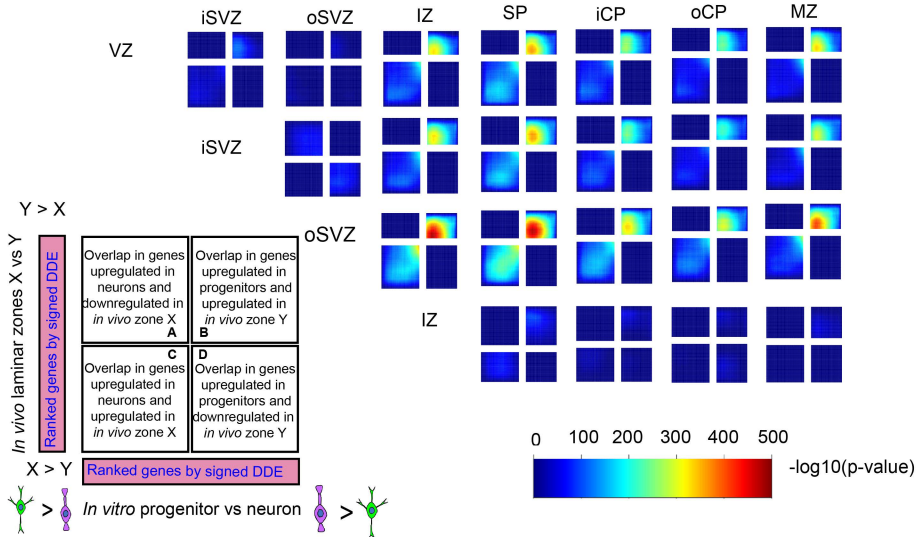 iSVZ oSVZ IZ SP iCP oCP MZ
VZ
iSVZ
oSVZ
IZ
Y > X
In vivo laminar zones X vs Y
Ranked genes by signed DDE
Overlap in genes
upregulated in
neurons and
downregulated in
in vivo zone X
A
Overlap in genes
upregulated in
progenitors and
upregulated in
in vivo zone Y
B
C
Overlap in genes
upregulated in
neurons and
upregulated in
in vivo zone X
D
Overlap in genes
upregulated in
progenitors and
downregulated in
in vivo zone Y
X > Y
Ranked genes by signed DDE
> In vitro progenitor vs neuron >
0 100 200 300 400 500
-log10(p-value)